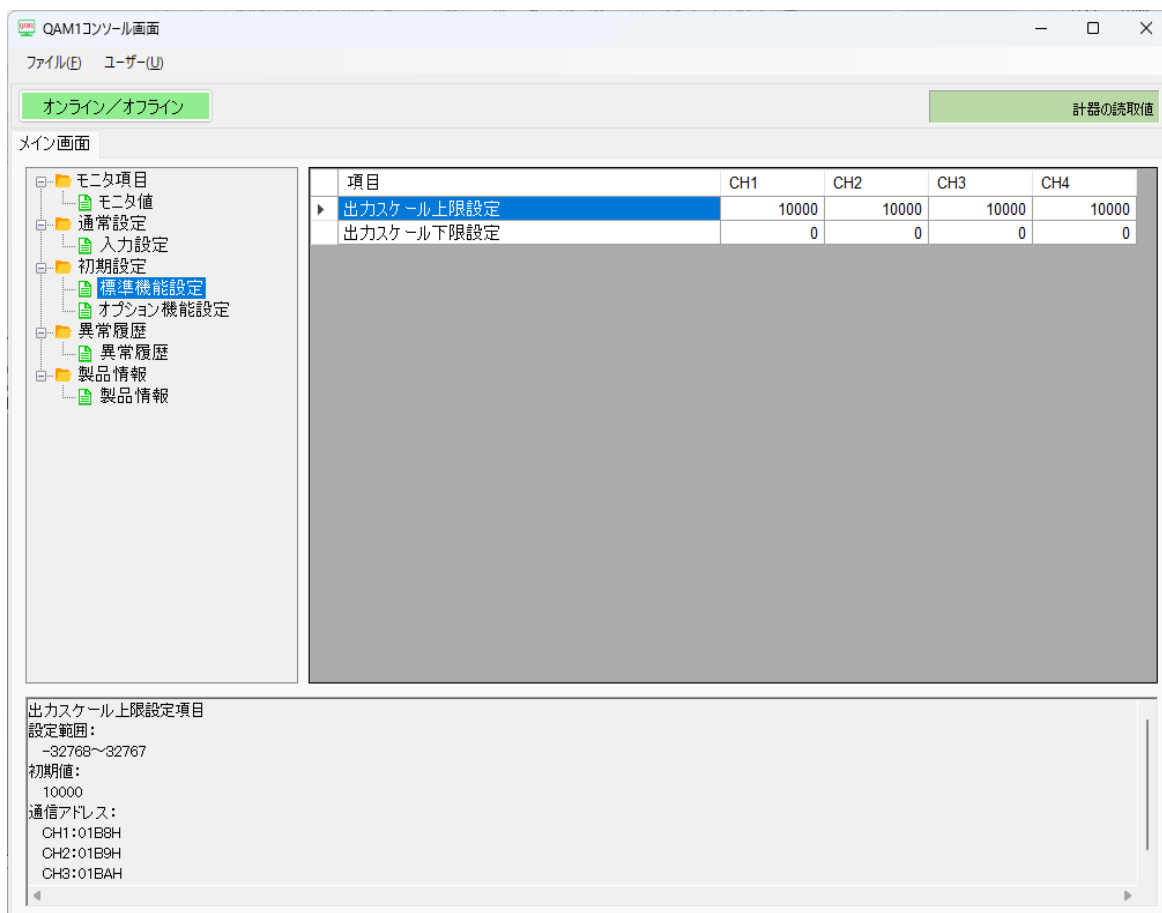 QAM1コンソール画面
ファイル(F) ユーザー(U)
オンライン／オフライン
計器の読取値
メイン画面
モニタ項目
モニタ値
通常設定
入力設定
初期設定
標準機能設定
オプション機能設定
異常履歴
異常履歴
製品情報
製品情報
項目 CH1 CH2 CH3 CH4
出力スケール上限設定 10000 10000 10000 10000
出力スケール下限設定 0 0 0 0
出力スケール上限設定項目
設定範囲：
-32768～32767
初期値：
10000
通信アドレス：
CH1:01B8H
CH2:01B9H
CH3:01BAH